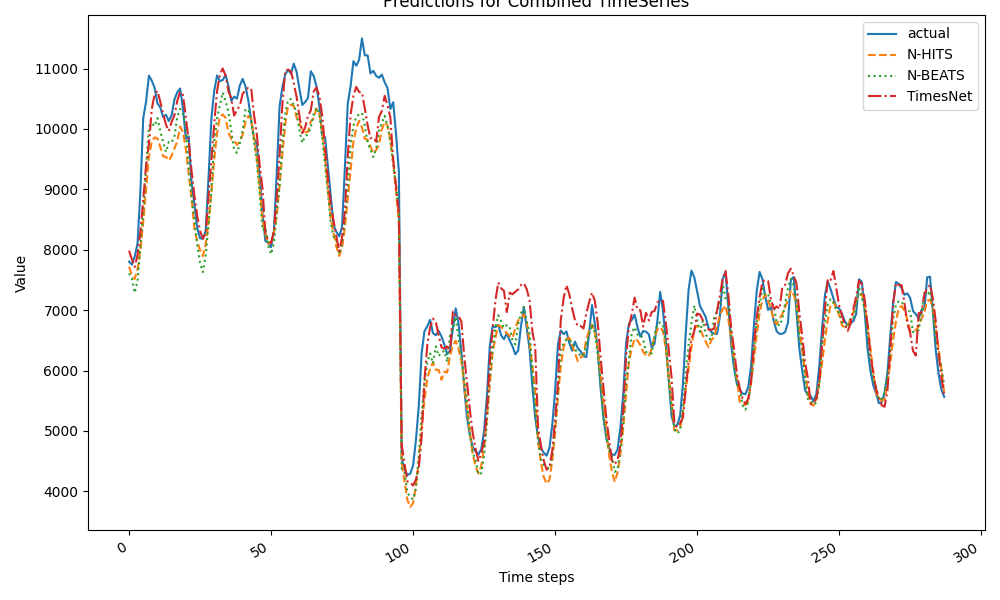 Predictions for Combined TimeSeries
actual
N-HITS
N-BEATS
TimesNet
11000
10000
9000
8000
7000
6000
5000
4000
Value
0
50
100
150
200
250
300
Time steps